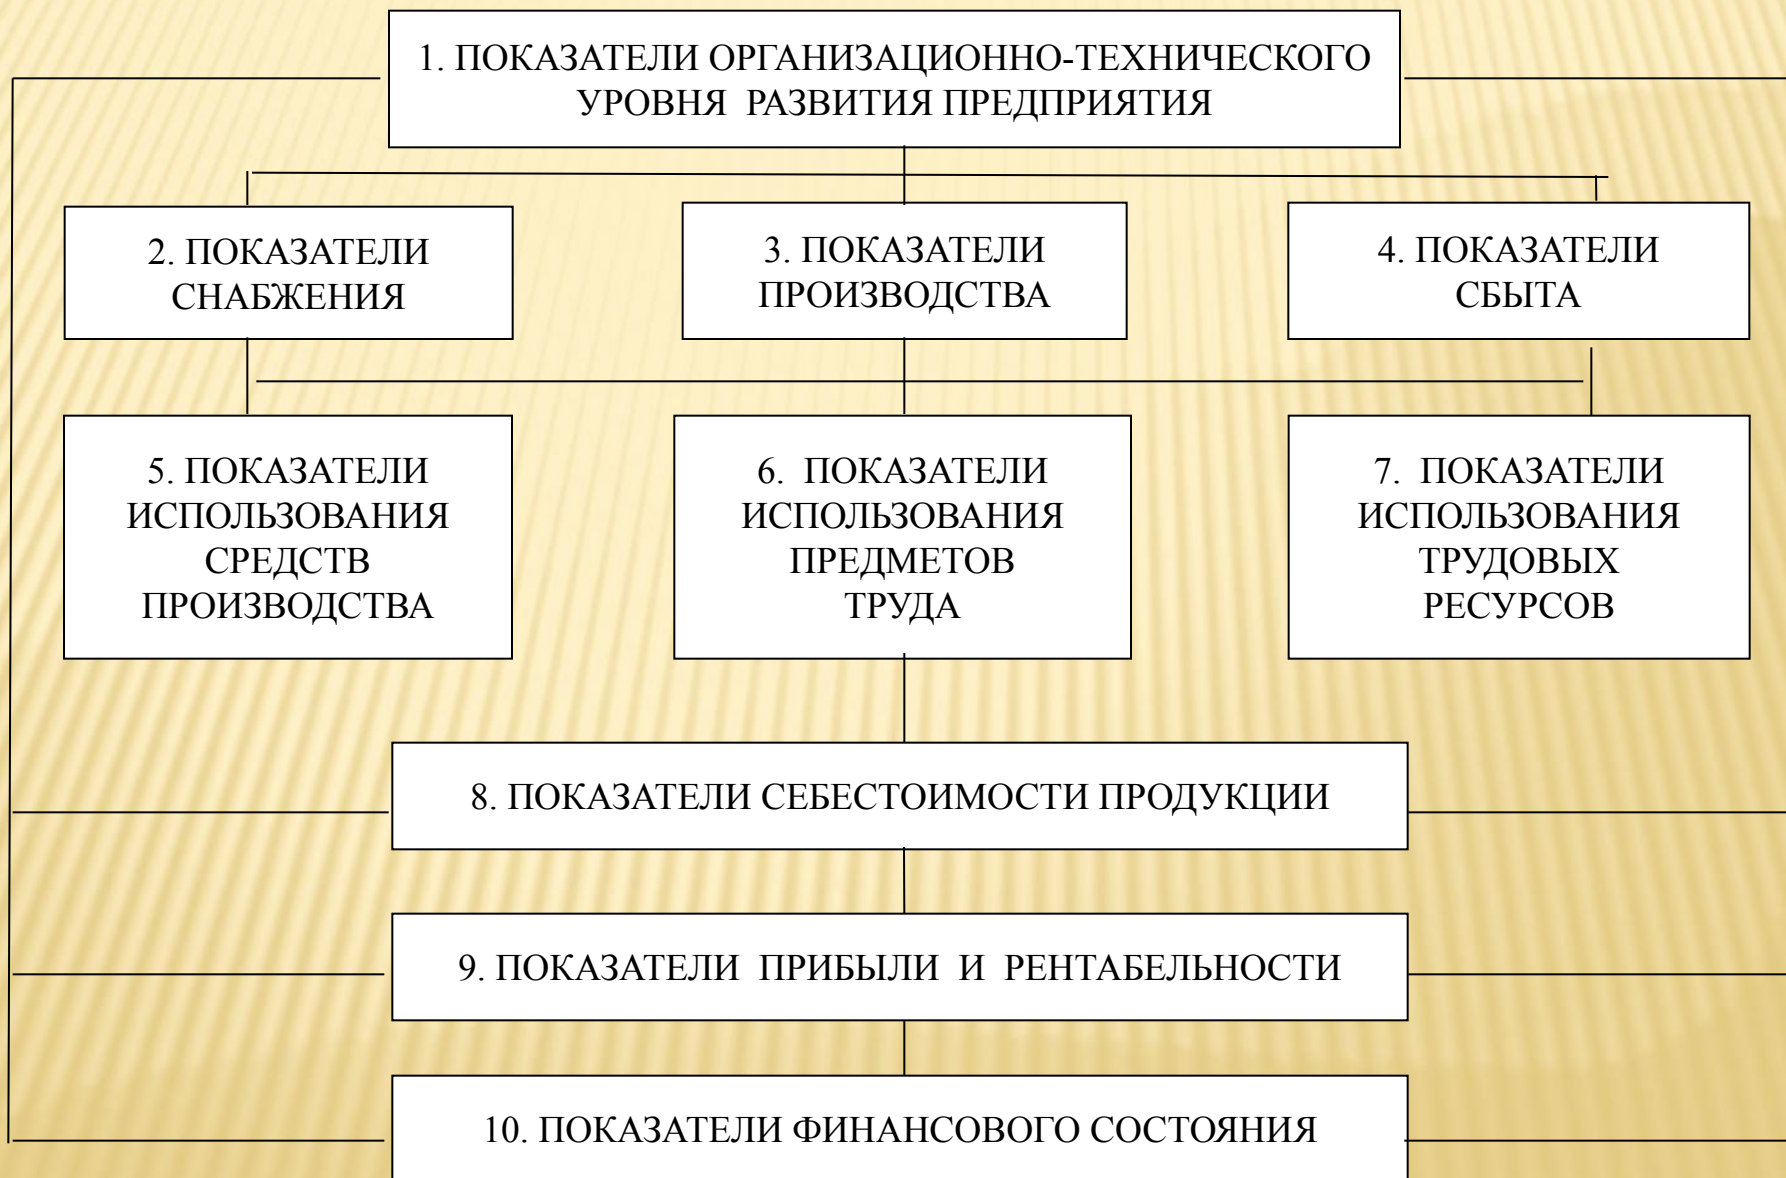 1. ПОКАЗАТЕЛИ ОРГАНИЗАЦИОННО-ТЕХНИЧЕСКОГО
УРОВНЯ РАЗВИТИЯ ПРЕДПРИЯТИЯ
2. ПОКАЗАТЕЛИ
СНАБЖЕНИЯ
3. ПОКАЗАТЕЛИ
ПРОИЗВОДСТВА
4. ПОКАЗАТЕЛИ
СБЫТА
5. ПОКАЗАТЕЛИ
ИСПОЛЬЗОВАНИЯ
СРЕДСТВ
ПРОИЗВОДСТВА
6. ПОКАЗАТЕЛИ
ИСПОЛЬЗОВАНИЯ
ПРЕДМЕТОВ
ТРУДА
7. ПОКАЗАТЕЛИ
ИСПОЛЬЗОВАНИЯ
ТРУДОВЫХ
РЕСУРСОВ
8. ПОКАЗАТЕЛИ СЕБЕСТОИМОСТИ ПРОДУКЦИИ
9. ПОКАЗАТЕЛИ ПРИБЫЛИ И РЕНТАБЕЛЬНОСТИ
10. ПОКАЗАТЕЛИ ФИНАНСОВОГО СОСТОЯНИЯ